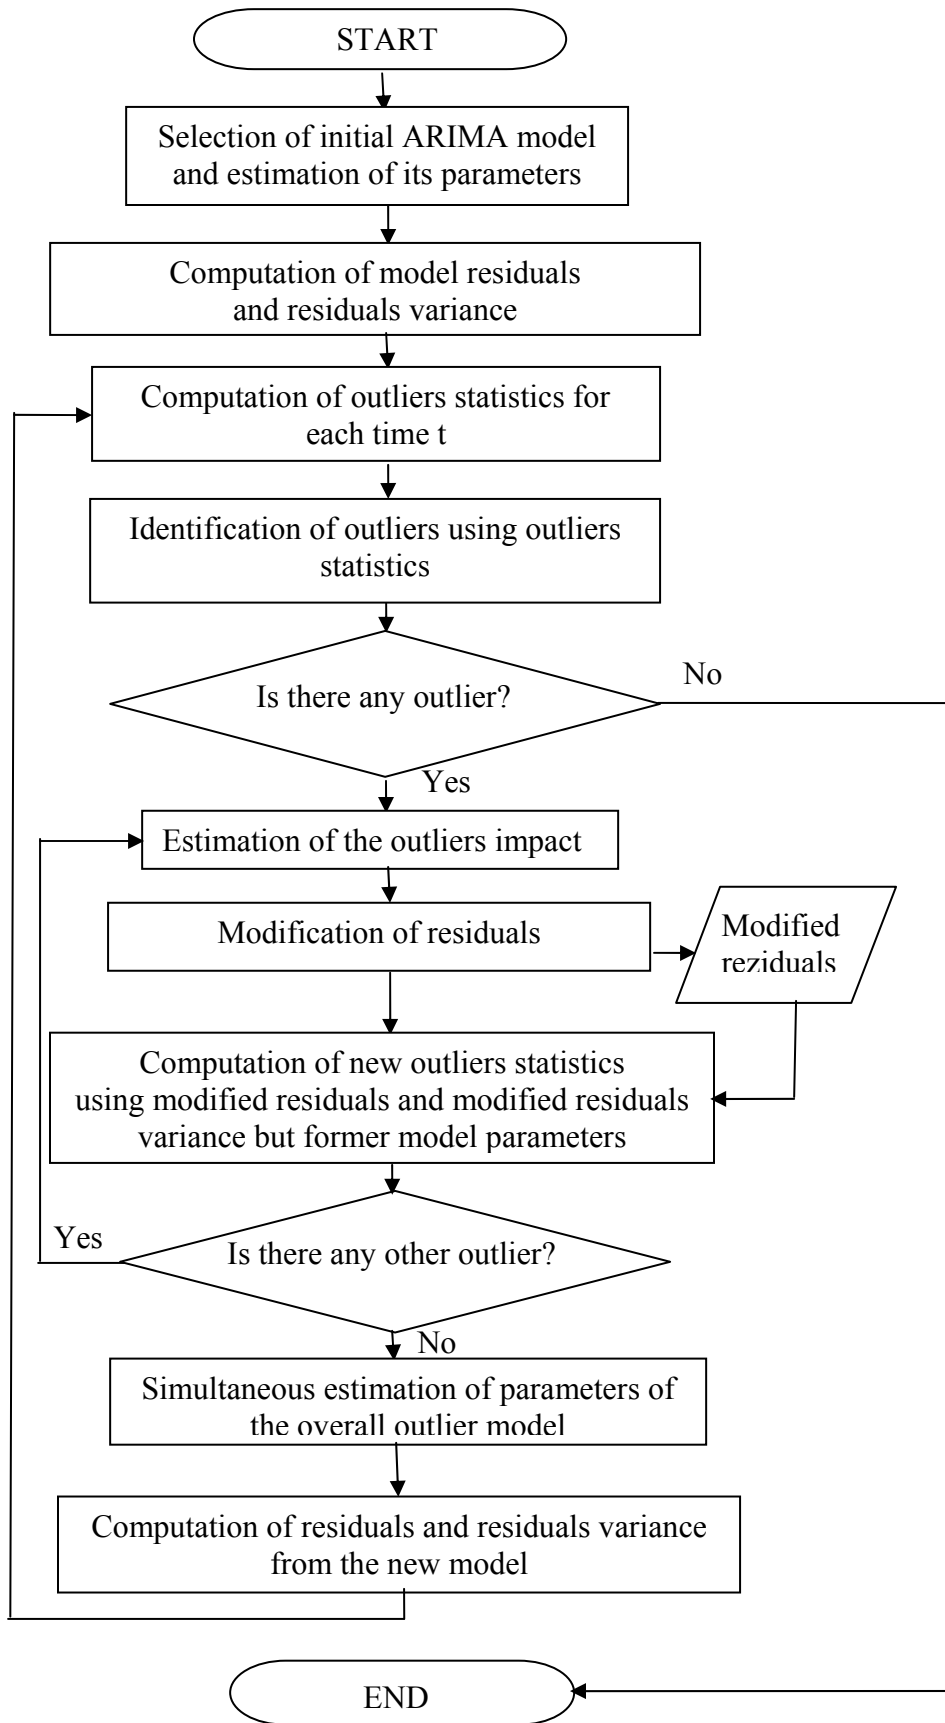 START
Selection of initial ARIMA model
and estimation of its parameters
Computation of model residuals
and residuals variance
Computation of outliers statistics for
each time t
Identification of outliers using outliers
statistics
Is there any outlier?
No
Yes
Estimation of the outliers impact
Modification of residuals
Modified
reziduals
Computation of new outliers statistics
using modified residuals and modified residuals
variance but former model parameters
Yes
Is there any other outlier?
No
Simultaneous estimation of parameters of
the overall outlier model
Computation of residuals and residuals variance
from the new model
END